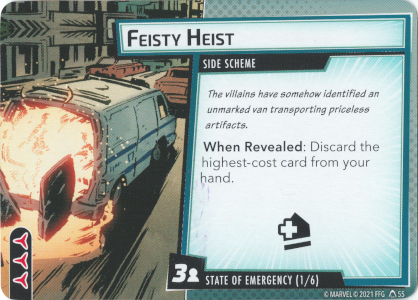 FEISTY HEIST
SIDE SCHEME
The villains have somehow identified an
unmarked van transporting priceless
artifacts.
When Revealed: Discard the
highest-cost card from your
hand.
3
STATE OF EMERGENCY (1/6)
© MARVEL © 2021 FFG 55